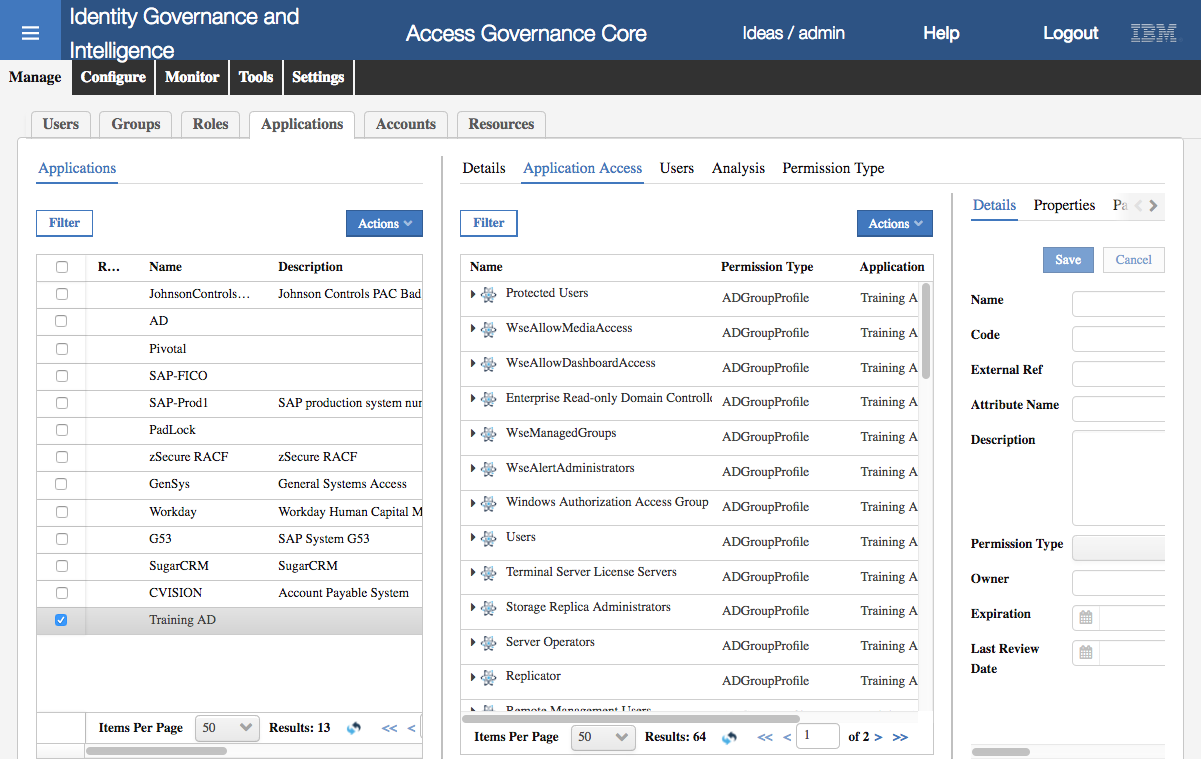 Identity Governance and
Intelligence
Access Governance Core
Ideas / admin
Help
Logout
IBM
Manage
Configure
Monitor
Tools
Settings
Users
Groups
Roles
Applications
Accounts
Resources
Applications
Filter
Actions
R...
Name
Description
JohnsonControls...
Johnson Controls PAC Bad
AD
Pivotal
SAP-FICO
SAP-Prod1
SAP production system nur
PadLock
zSecure RACF
zSecure RACF
GenSys
General Systems Access
Workday
Workday Human Capital M
G53
SAP System G53
SugarCRM
SugarCRM
CVISION
Account Payable System
Training AD
Items Per Page
50
Results: 13
<<
<
Details
Application Access
Users
Analysis
Permission Type
Filter
Actions
Name
Permission Type
Application
Protected Users
ADGroupProfile
Training A
WseAllowMediaAccess
ADGroupProfile
Training A
WseAllowDashboardAccess
ADGroupProfile
Training A
Enterprise Read-only Domain Controlle
ADGroupProfile
Training A
WseManagedGroups
ADGroupProfile
Training A
WseAlertAdministrators
ADGroupProfile
Training A
Windows Authorization Access Group
ADGroupProfile
Training A
Users
ADGroupProfile
Training A
Terminal Server License Servers
ADGroupProfile
Training A
Storage Replica Administrators
ADGroupProfile
Training A
Server Operators
ADGroupProfile
Training A
Replicator
ADGroupProfile
Training A
Remote Management Users
Items Per Page
50
Results: 64
<<
<
1
of 2
>
>>
Details
Properties
Pa
Save
Cancel
Name
Code
External Ref
Attribute Name
Description
Permission Type
Owner
Expiration
Last Review
Date